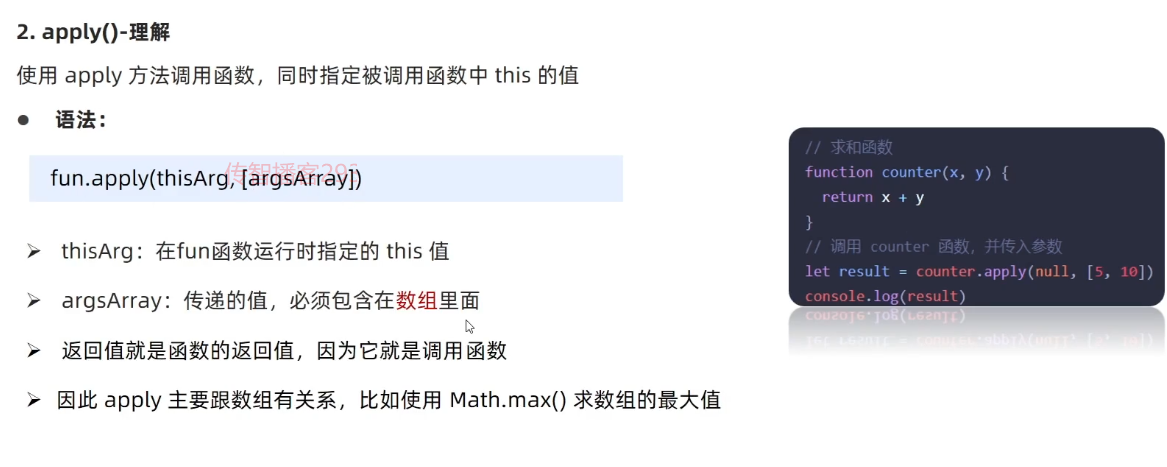 2. apply()-理解
使用 apply 方法调用函数，同时指定被调用函数中 this 的值
● 语法：
fun.apply(thisArg, [argsArray])
➢ thisArg：在fun函数运行时指定的 this 值
➢ argsArray：传递的值，必须包含在数组里面
➢ 返回值就是函数的返回值，因为它就是调用函数
➢ 因此 apply 主要跟数组有关系，比如使用 Math.max() 求数组的最大值
// 求和函数
function counter(x, y) {
  return x + y
}
// 调用 counter 函数，并传入参数
let result = counter.apply(null, [5, 10])
console.log(result)
传智播客